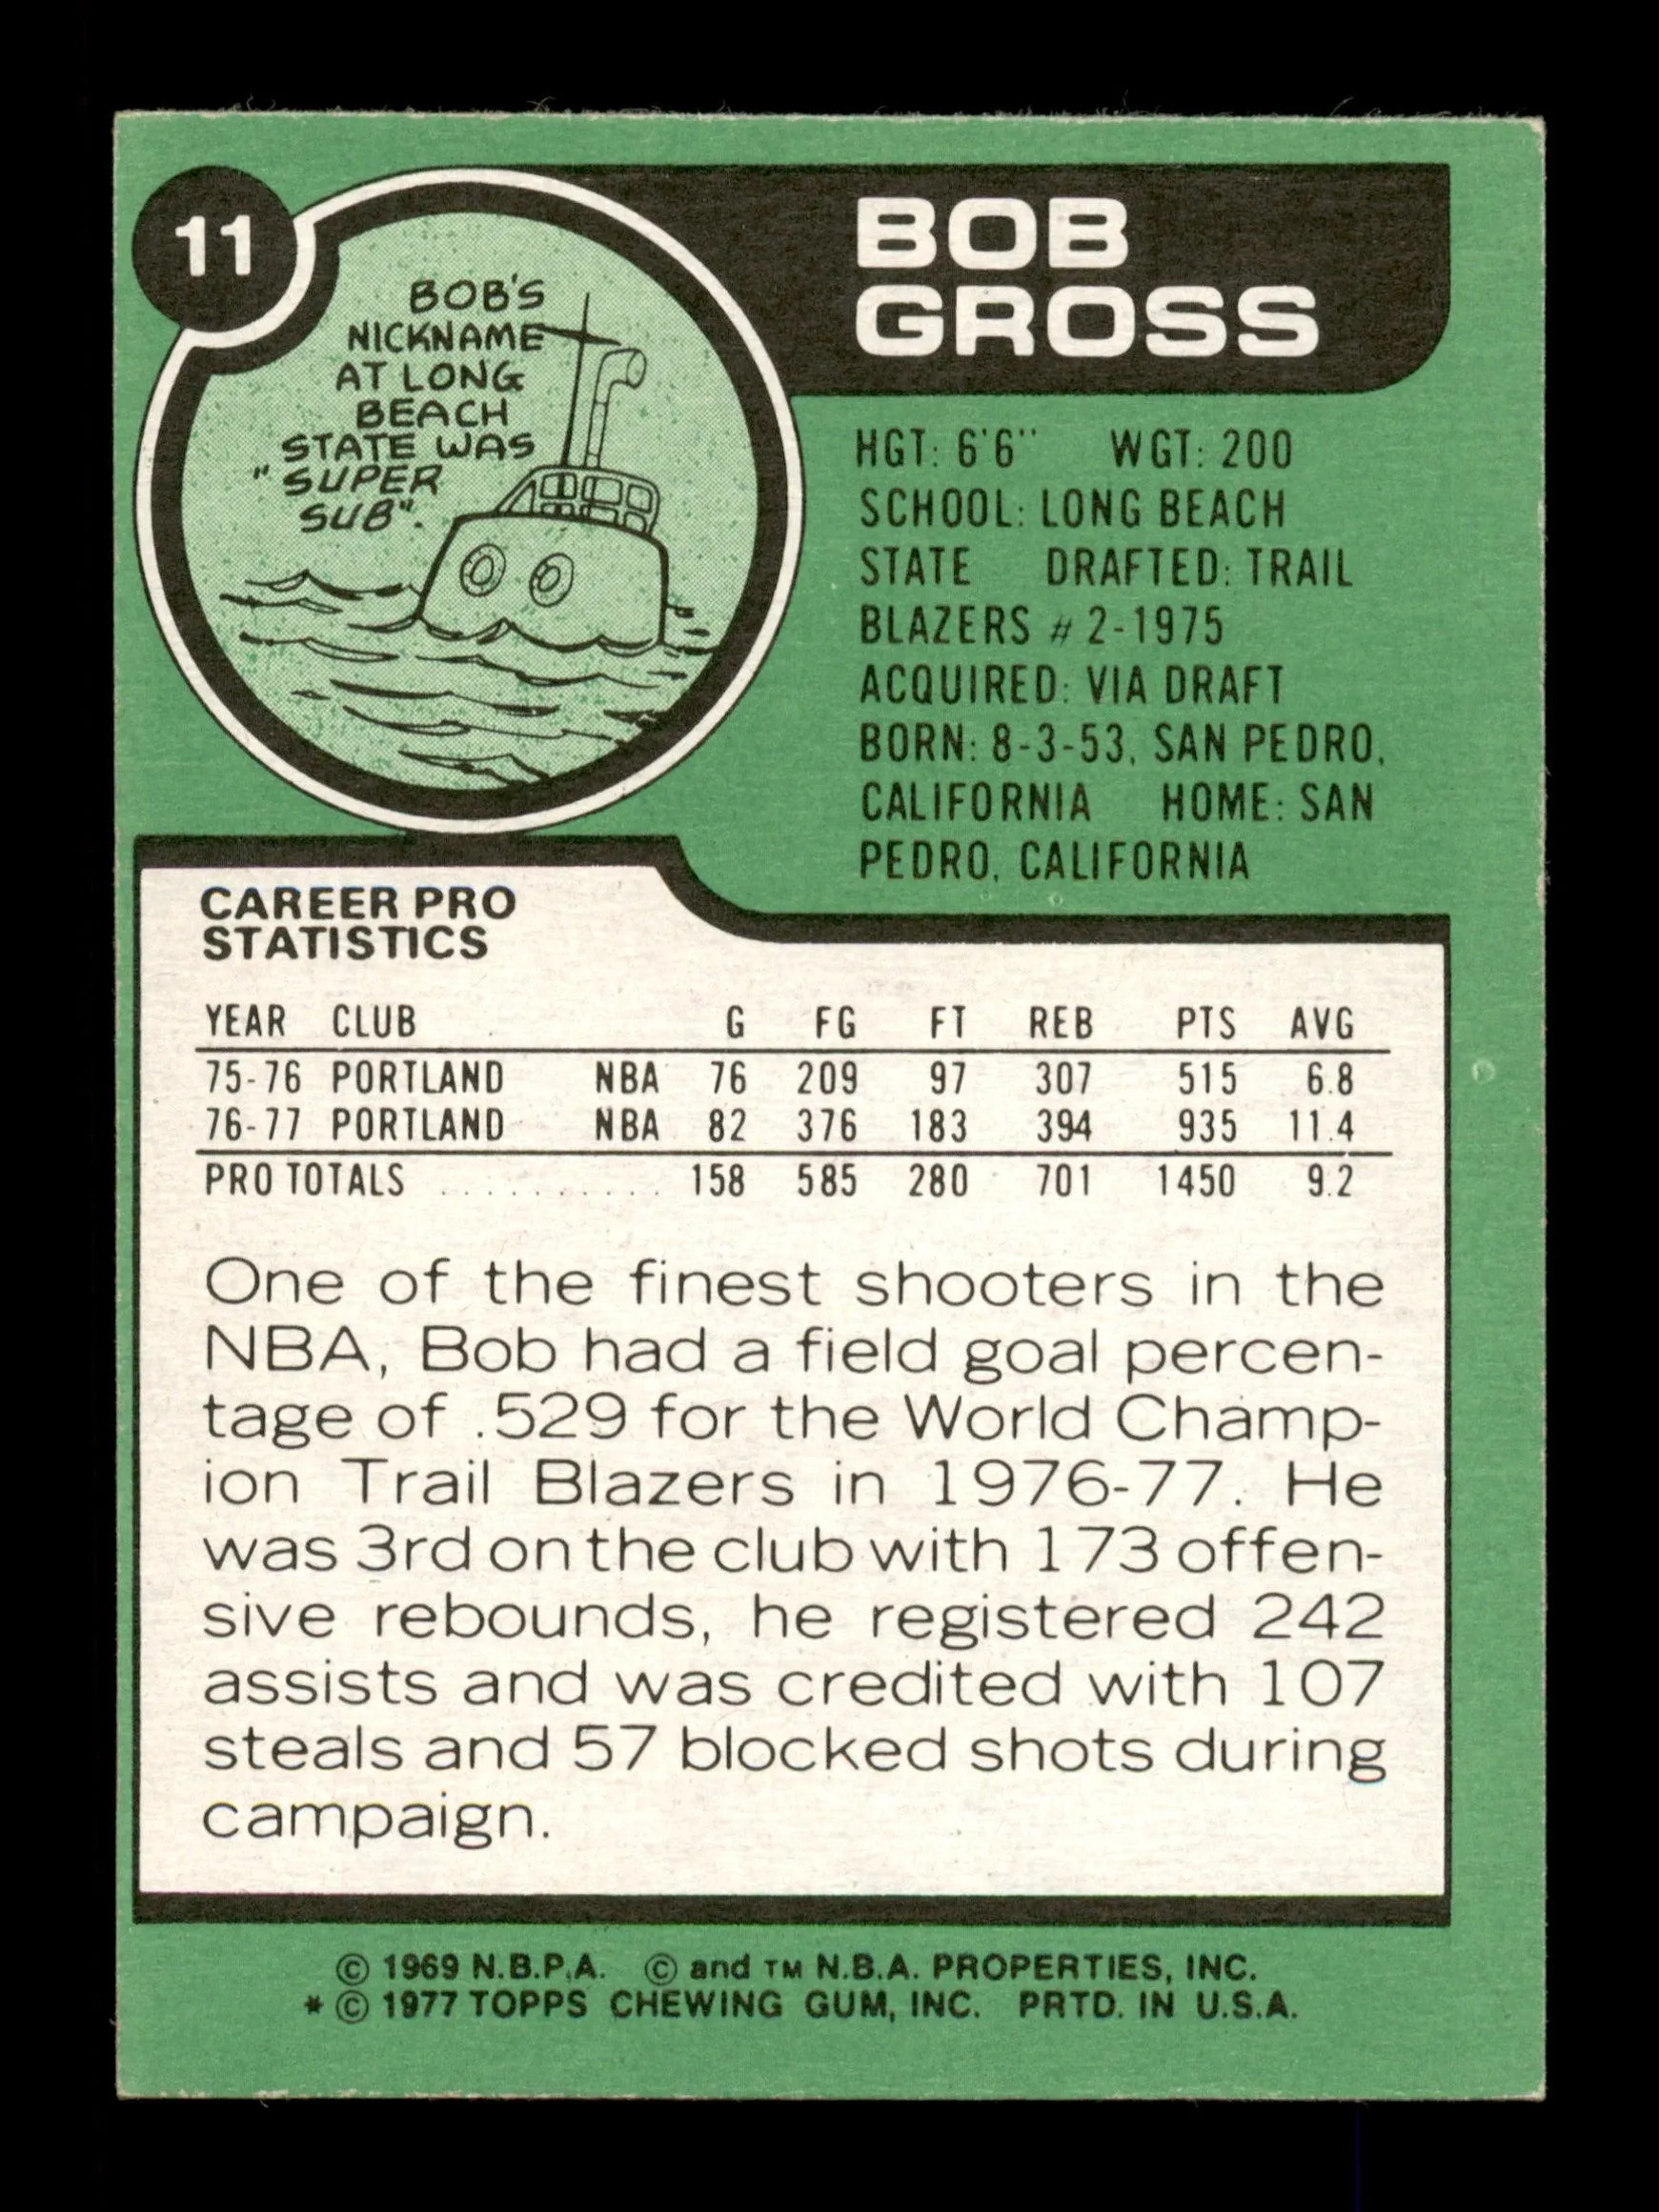 11
BOB'S
NICKNAME
AT LONG
BEACH
STATE WAS
"SUPER
SUB".
BOB
GROSS
HGT: 6'6" WGT: 200
SCHOOL: LONG BEACH
STATE DRAFTED: TRAIL
BLAZERS # 2-1975
ACQUIRED: VIA DRAFT
BORN: 8-3-53, SAN PEDRO,
CALIFORNIA HOME: SAN
PEDRO, CALIFORNIA
CAREER PRO
STATISTICS
YEAR CLUB G FG FT REB PTS AVG
75-76 PORTLAND NBA 76 209 97 307 515 6.8
76-77 PORTLAND NBA 82 376 183 394 935 11.4
PRO TOTALS ........... 158 585 280 701 1450 9.2
One of the finest shooters in the
NBA, Bob had a field goal percen-
tage of .529 for the World Champ-
ion Trail Blazers in 1976-77. He
was 3rd on the club with 173 offen-
sive rebounds, he registered 242
assists and was credited with 107
steals and 57 blocked shots during
campaign.
© 1969 N.B.P.A. © and TM N.B.A. PROPERTIES, INC.
* © 1977 TOPPS CHEWING GUM, INC. PRTD. IN U.S.A.